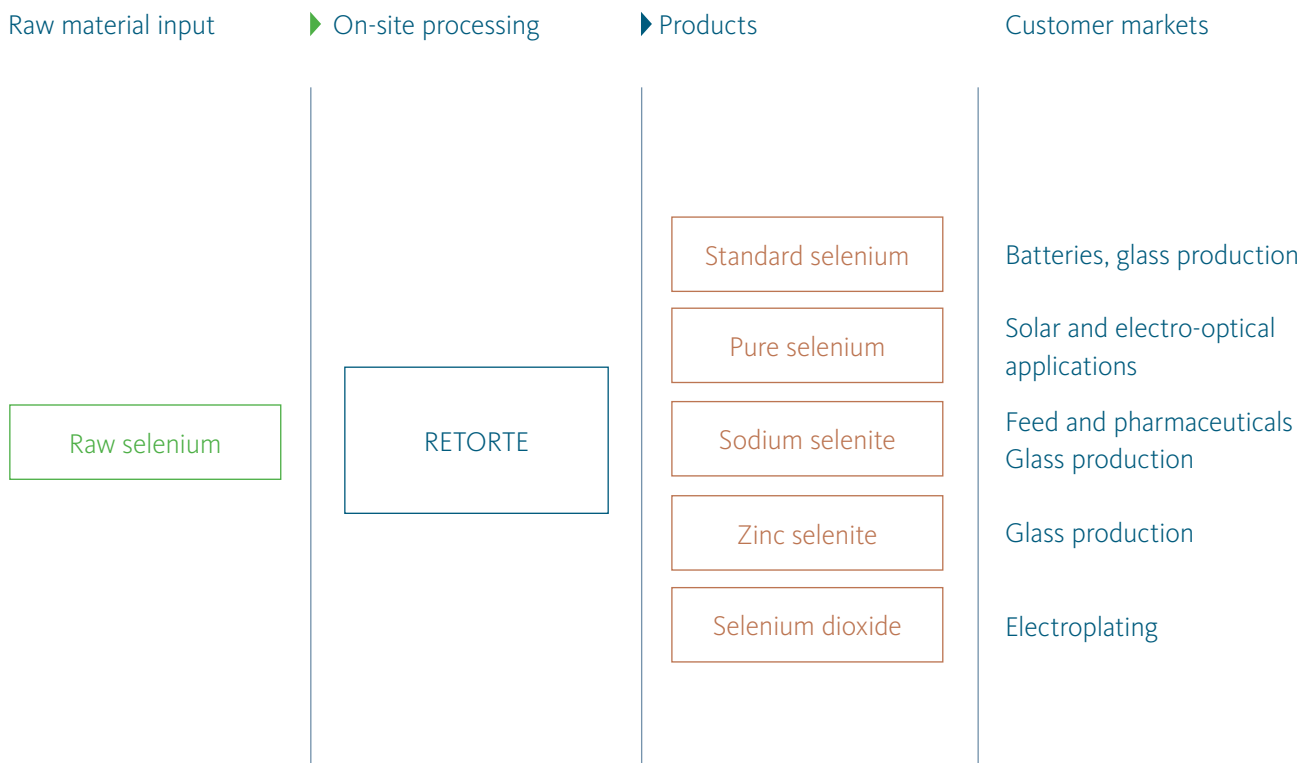 Raw material input
On-site processing
Products
Customer markets
Raw selenium
RETORTE
Standard selenium
Batteries, glass production
Pure selenium
Solar and electro-optical
applications
Sodium selenite
Feed and pharmaceuticals
Glass production
Zinc selenite
Glass production
Selenium dioxide
Electroplating